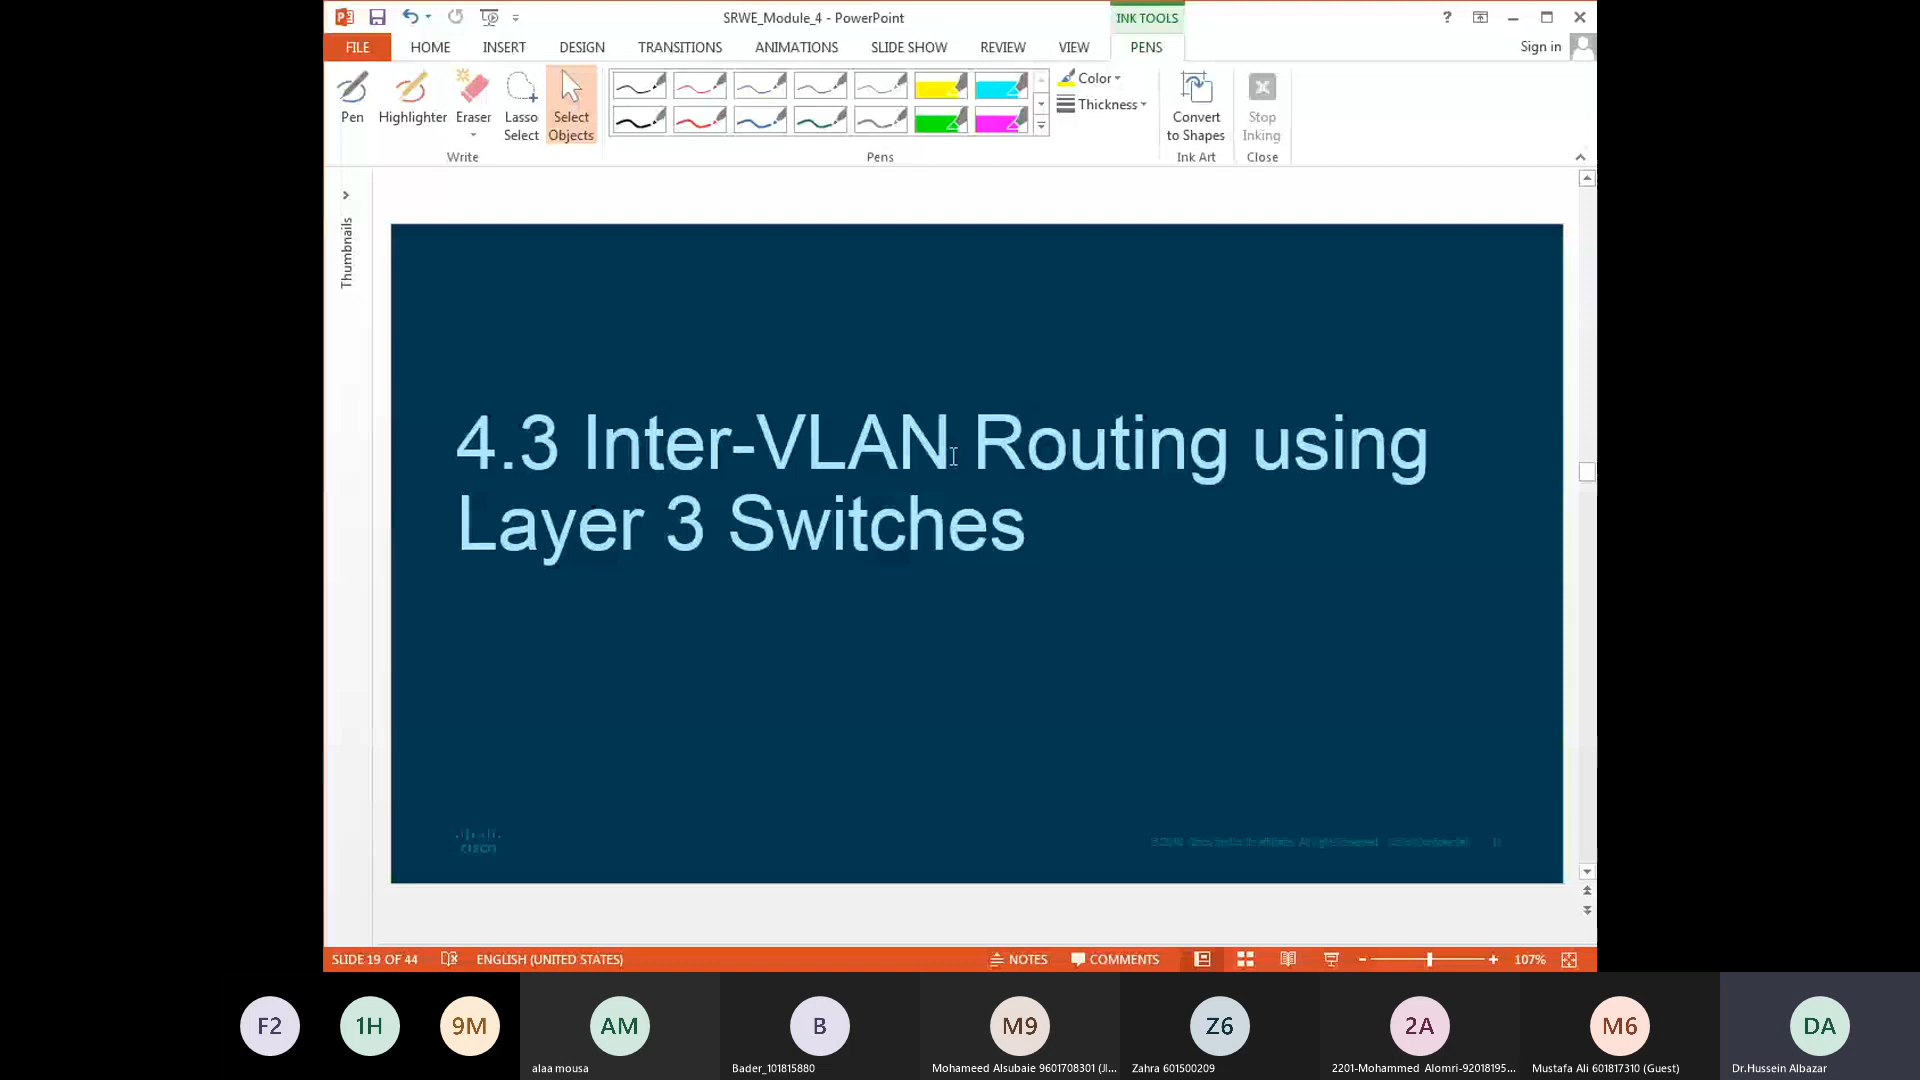 SRWE_Module_4 - PowerPoint
INK TOOLS
?
FILE
HOME
INSERT
DESIGN
TRANSITIONS
ANIMATIONS
SLIDE SHOW
REVIEW
VIEW
PENS
Sign in
Pen
Highlighter
Eraser
Lasso
Select
Select
Objects
Color
Thickness
Convert
to Shapes
Stop
Inking
Write
Pens
Ink Art
Close
Thumbnails
4.3 Inter-VLAN Routing using
Layer 3 Switches
CISCO
SLIDE 19 OF 44
ENGLISH (UNITED STATES)
NOTES
COMMENTS
107%
F2
1H
9M
AM
B
M9
Z6
2A
M6
DA
alaa mousa
Bader_101815880
Mohameed Alsubaie 9601708301 (JI...
Zahra 601500209
2201-Mohammed Alomri-92018195...
Mustafa Ali 601817310 (Guest)
Dr.Hussein Albazar